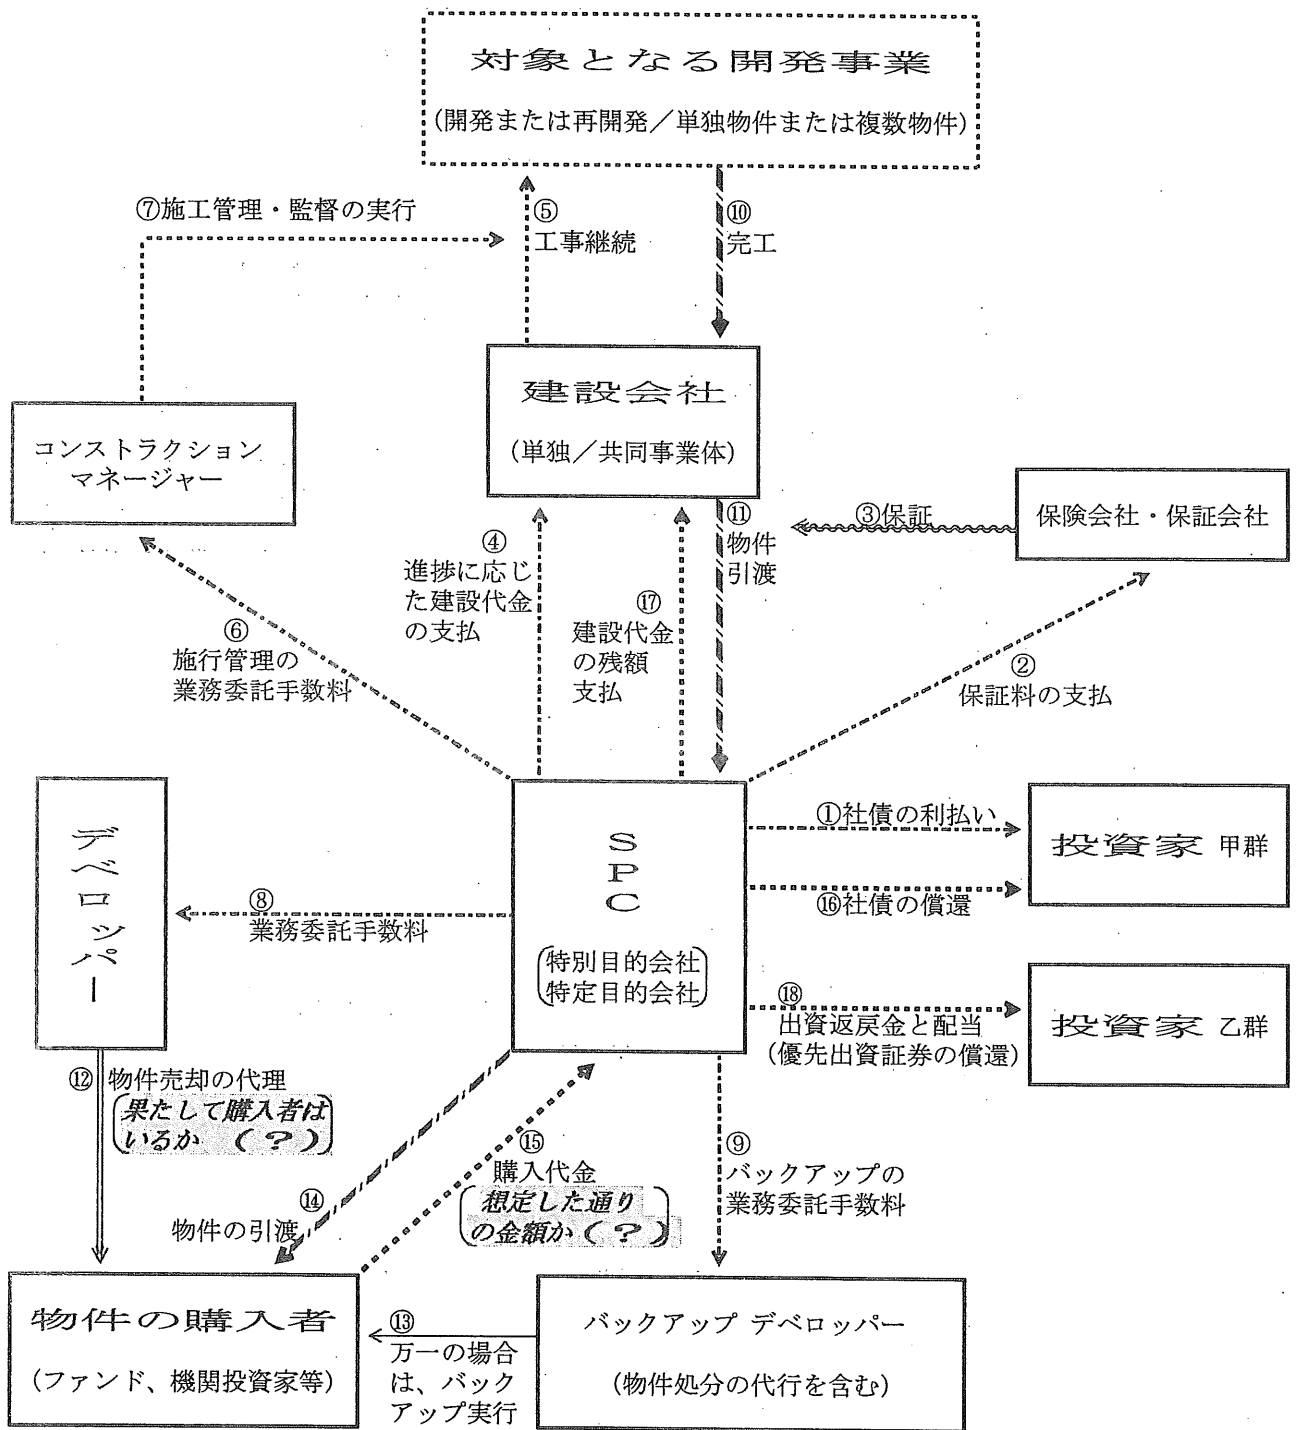 対象となる開発事業
(開発または再開発／単独物件または複数物件)
⑦施工管理・監督の実行
⑤
工事継続
⑩
完工
建設会社
(単独／共同事業体)
コンストラクション
マネージャー
保険会社・保証会社
③保証
④
進捗に応じ
た建設代金
の支払
⑪
物件
引渡
⑰
建設代金
の残額
支払
⑥
施行管理の
業務委託手数料
②
保証料の支払
デベロッパー
SPC
(特別目的会社
特定目的会社)
①社債の利払い
投資家 甲群
⑯社債の償還
⑧
業務委託手数料
⑱
出資返戻金と配当
(優先出資証券の償還)
投資家 乙群
⑫物件売却の代理
(果たして購入者は
いるか (？))
⑮
購入代金
(想定した通り
の金額か (？))
⑨
バックアップの
業務委託手数料
⑭
物件の引渡
物件の購入者
(ファンド、機関投資家等)
⑬
万一の場合
は、バック
アップ実行
バックアップ デベロッパー
(物件処分の代行を含む)